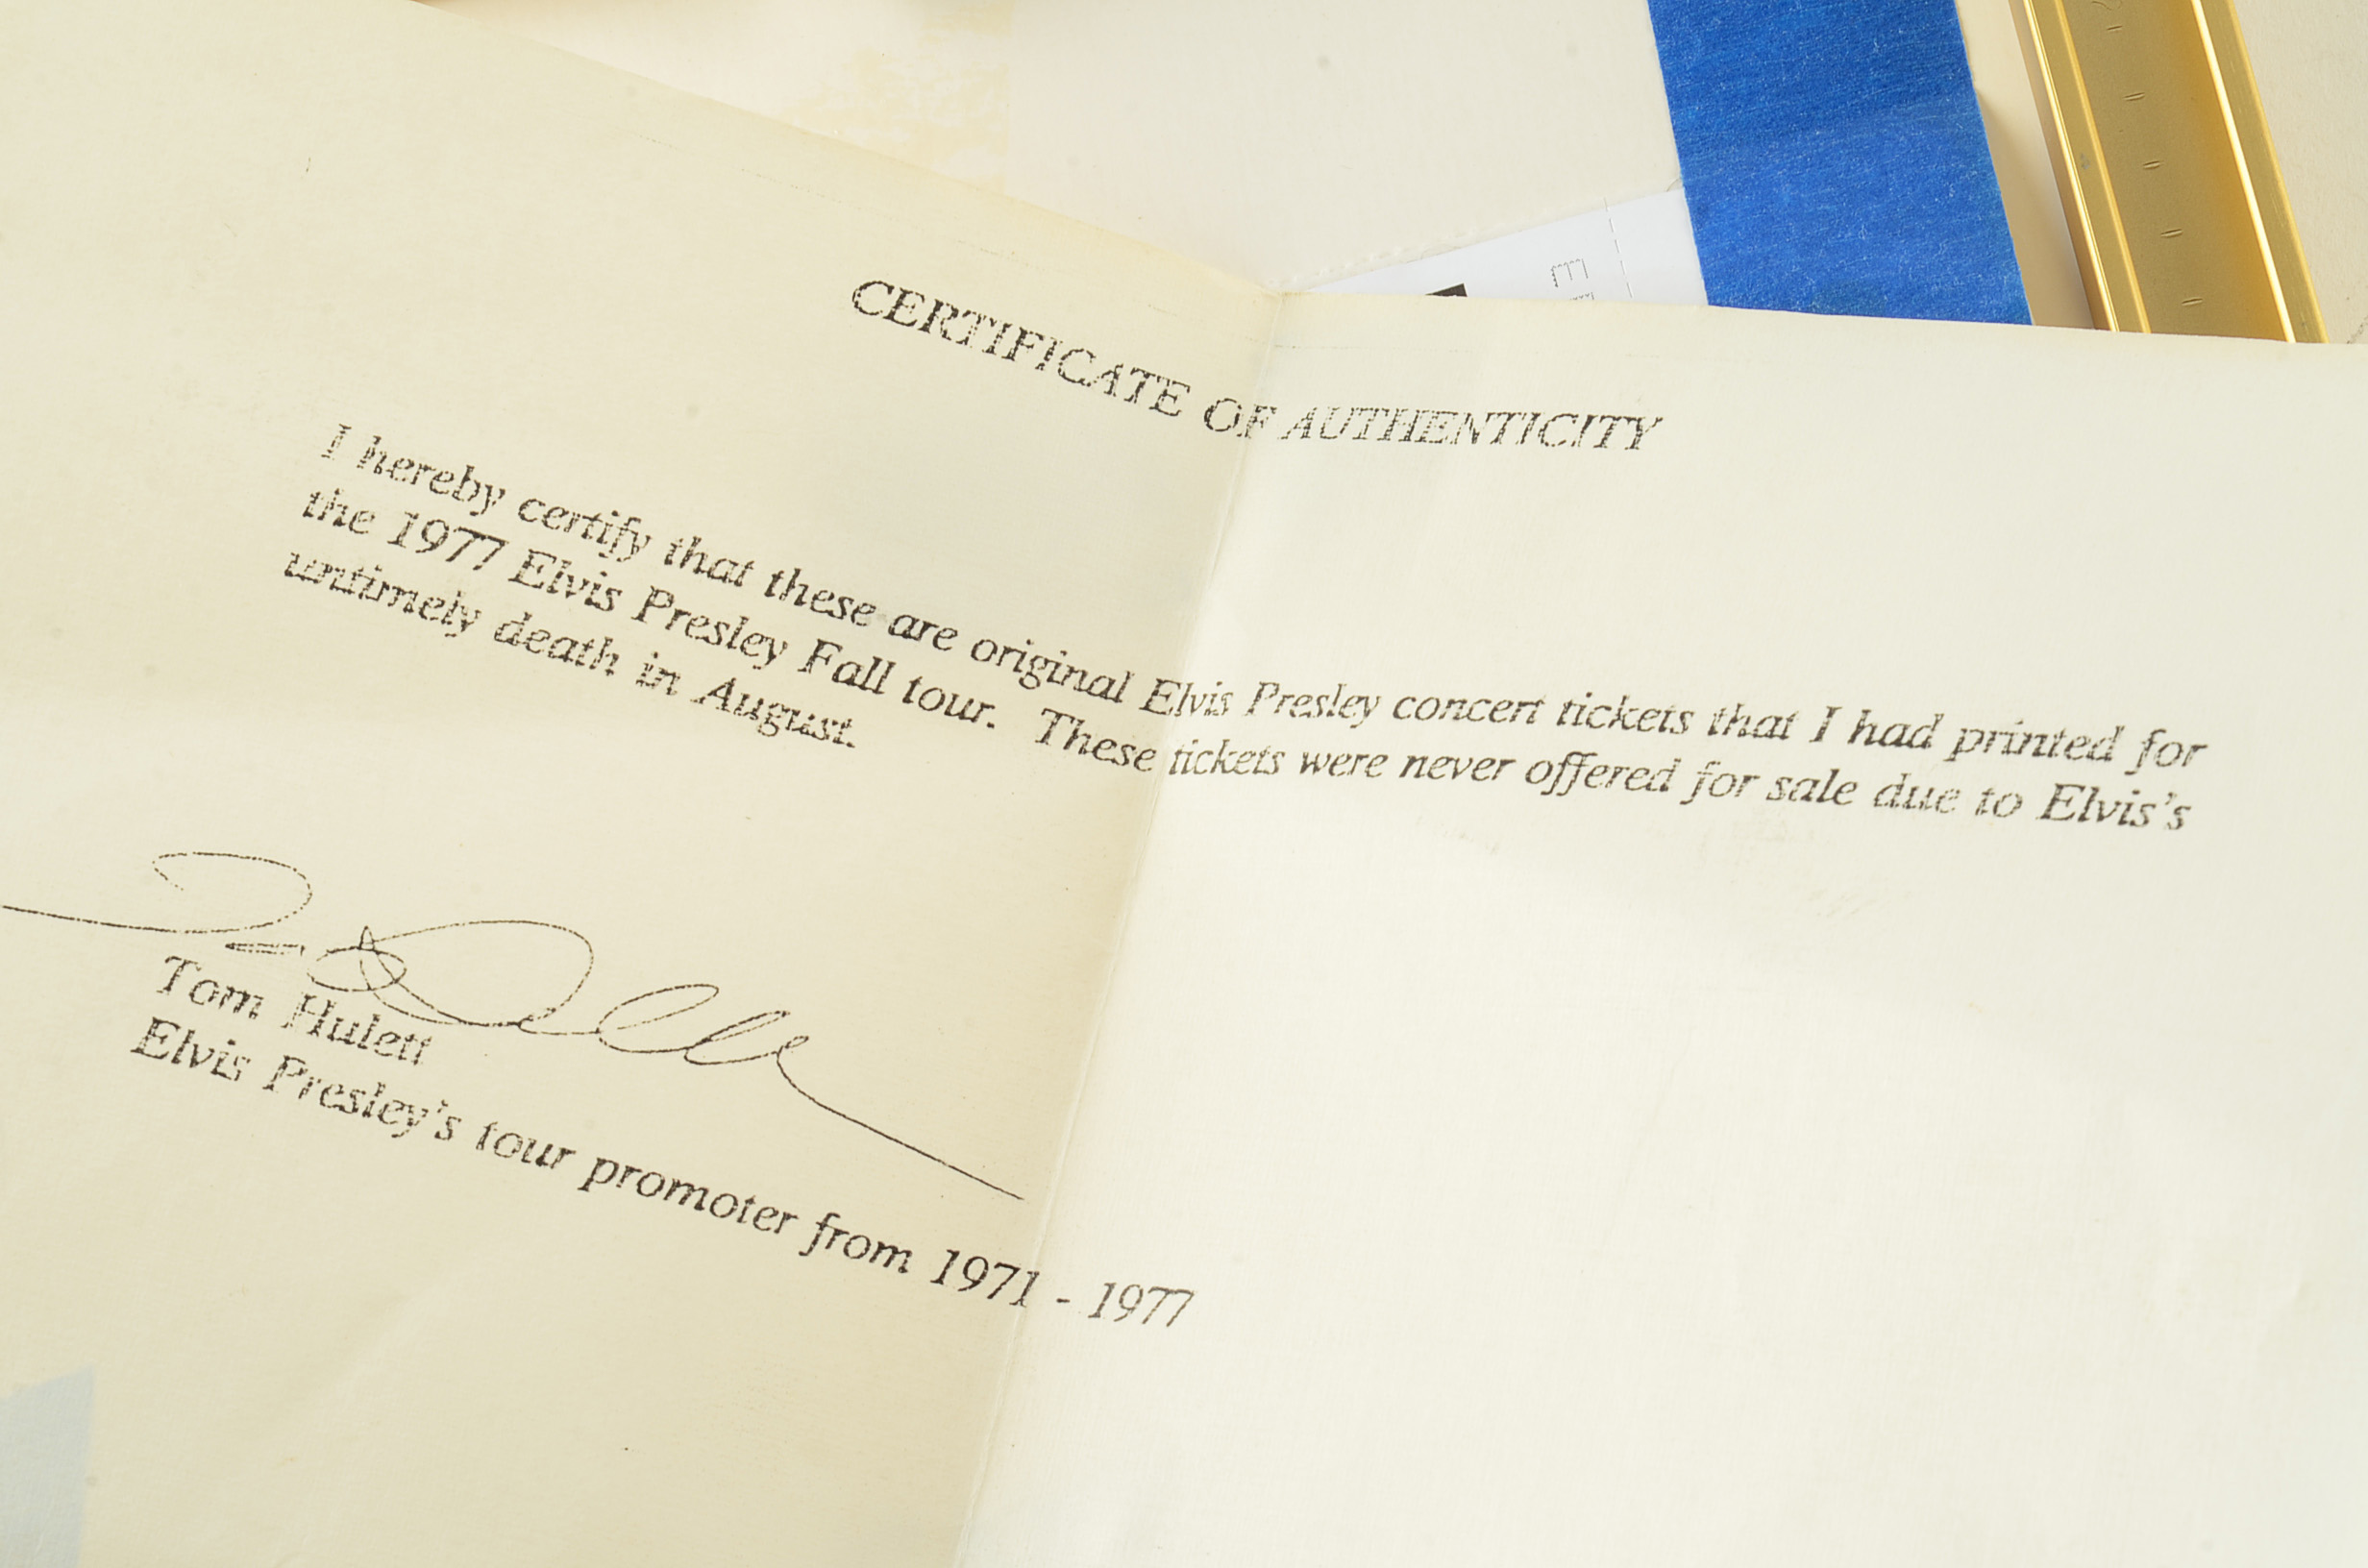 CERTIFICATE OF AUTHENTICITY
I hereby certify that these are original Elvis Presley concert tickets that I had printed for
the 1977 Elvis Presley Fall tour. These tickets were never offered for sale due to Elvis's
untimely death in August.
Tom Hulett
Elvis Presley's tour promoter from 1971 - 1977